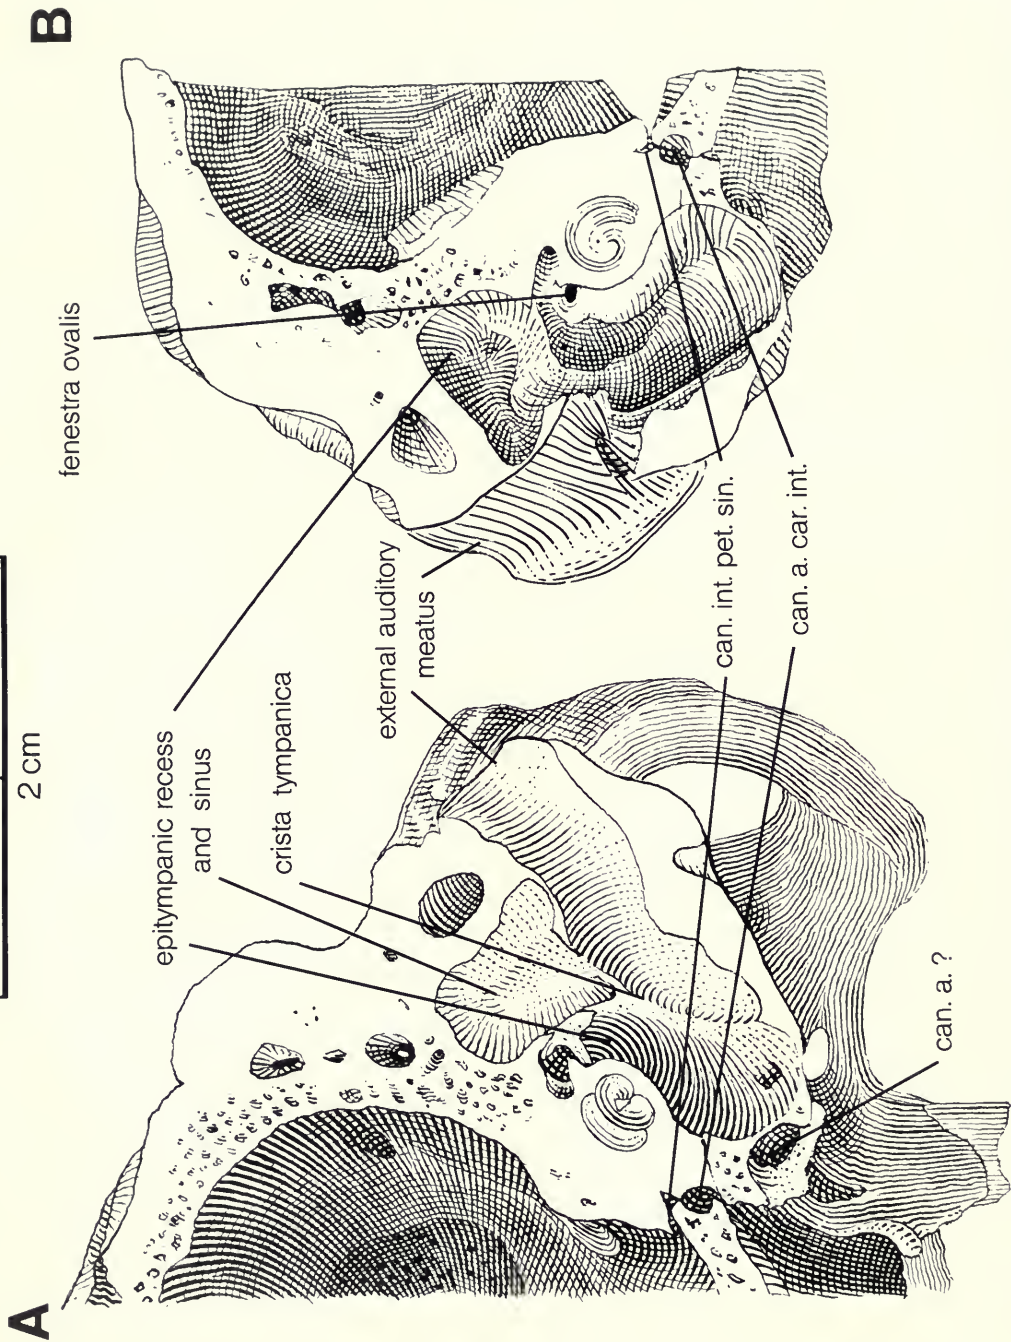 A
B
2 cm
epitympanic recess
and sinus
fenestra ovalis
crista tympanica
external auditory
meatus
can. int. pet. sin.
can. a. car. int.
can. a. ?